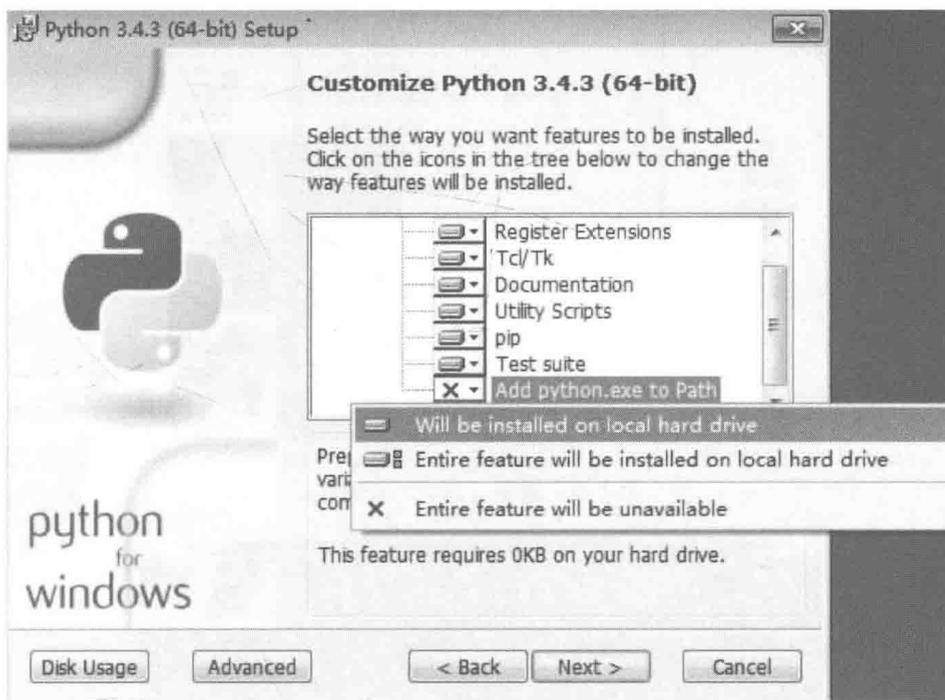 Python 3.4.3 (64-bit) Setup
Customize Python 3.4.3 (64-bit)
Select the way you want features to be installed.
Click on the icons in the tree below to change the
way features will be installed.
Register Extensions
Tcl/Tk
Documentation
Utility Scripts
pip
Test suite
Add python.exe to Path
Will be installed on local hard drive
Entire feature will be installed on local hard drive
Entire feature will be unavailable
This feature requires 0KB on your hard drive.
python
for
windows
Disk Usage
Advanced
< Back
Next >
Cancel